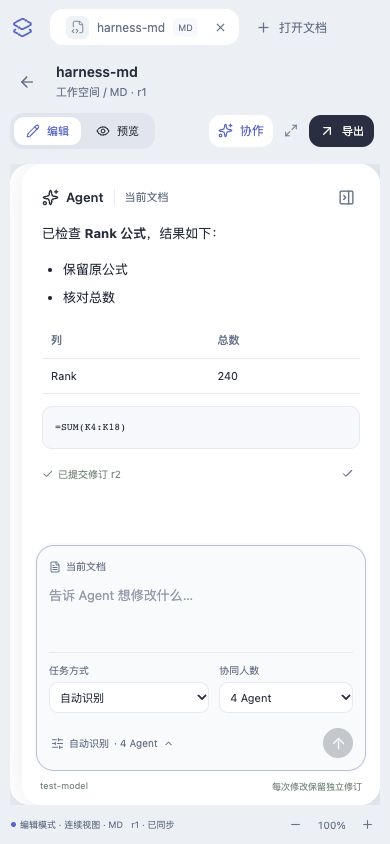 harness-md MD × + 打开文档
harness-md
工作空间 / MD · r1
编辑 预览 协作 导出
Agent 当前文档
已检查 Rank 公式，结果如下：
• 保留原公式
• 核对总数
列 总数
Rank 240
=SUM(K4:K18)
已提交修订 r2
当前文档
告诉 Agent 想修改什么...
任务方式 协同人数
自动识别 4 Agent
自动识别 · 4 Agent
test-model 每次修改保留独立修订
编辑模式 · 连续视图 · MD r1 · 已同步 − 100% +